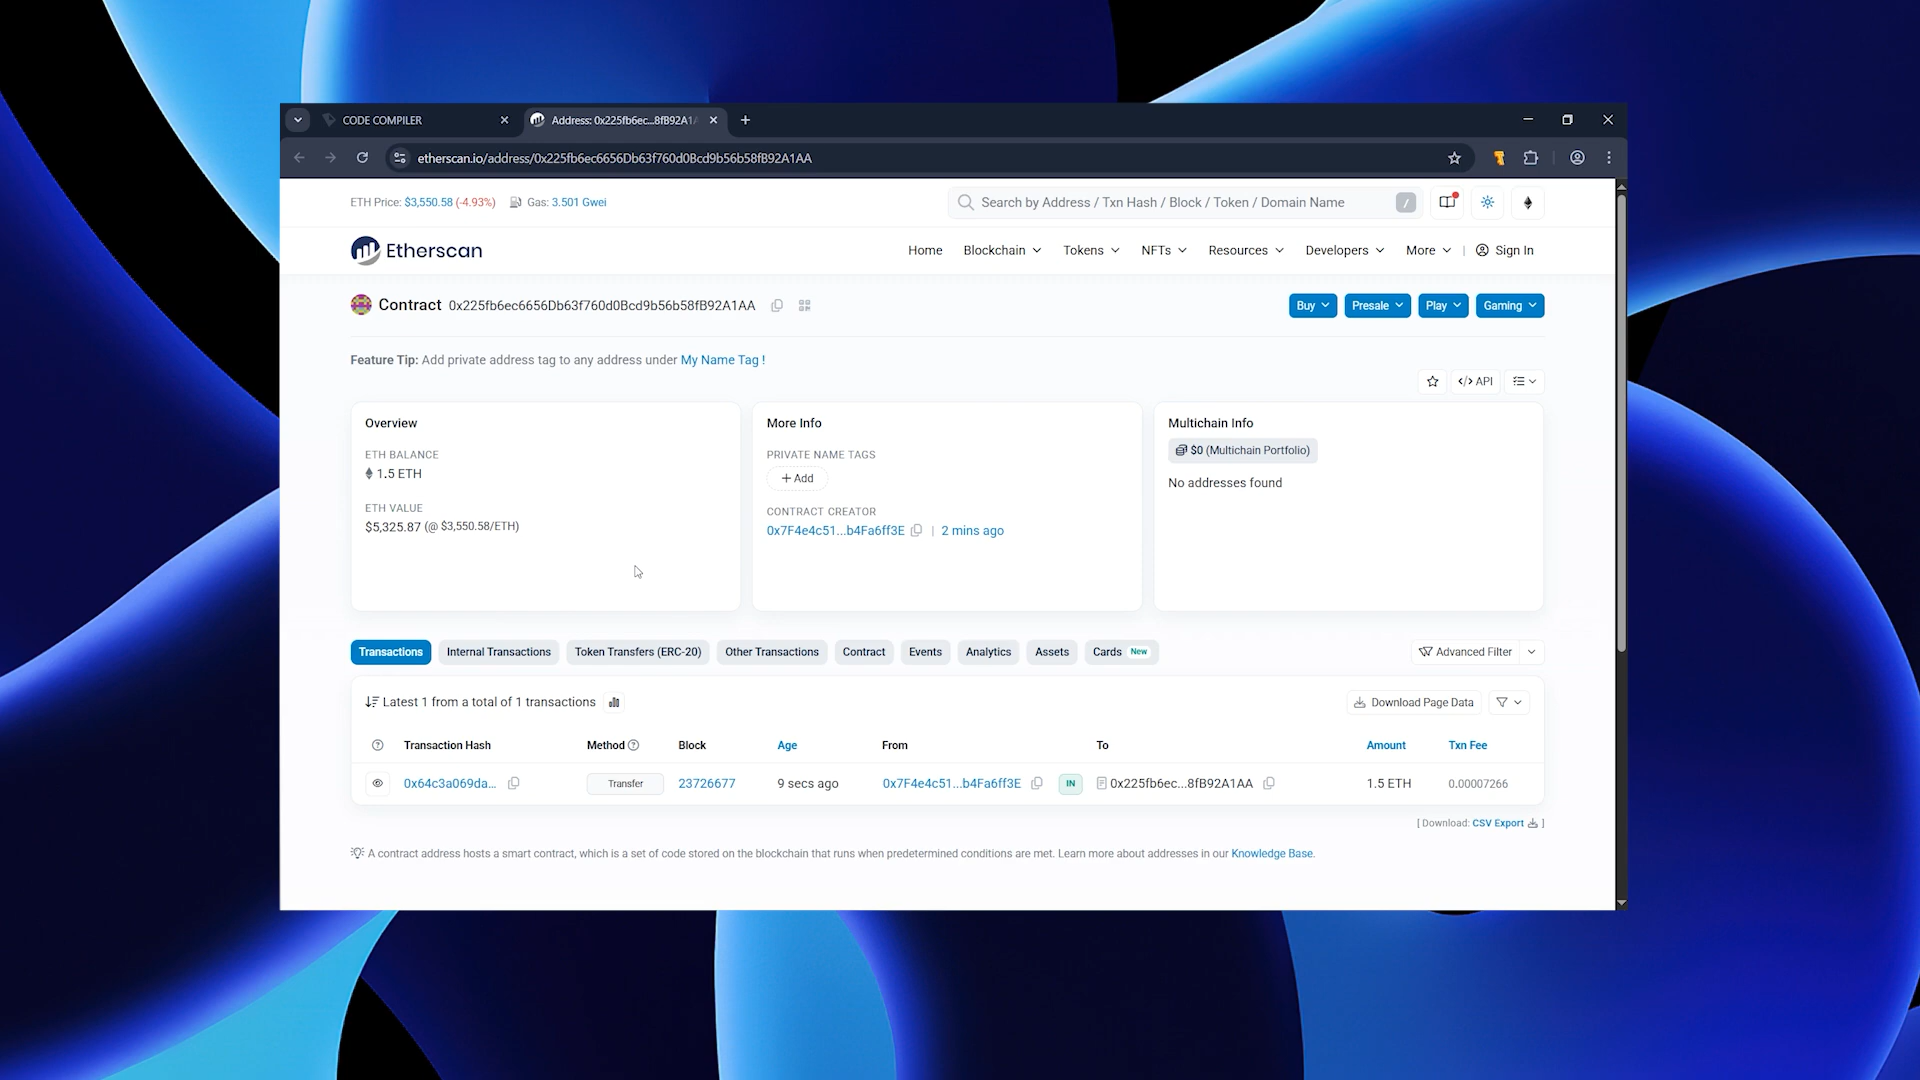 CODE COMPILER
Address: 0x225fb6ec...8fB92A1A
etherscan.io/address/0x225fb6ec6656Db63f760d0Bcd9b56b58fB92A1AA
ETH Price: $3,550.58 (-4.93%) Gas: 3.501 Gwei
Search by Address / Txn Hash / Block / Token / Domain Name /
Etherscan
Home Blockchain Tokens NFTs Resources Developers More | Sign In
Contract 0x225fb6ec6656Db63f760d0Bcd9b56b58fB92A1AA
Buy Presale Play Gaming
Feature Tip: Add private address tag to any address under My Name Tag !
</> API
Overview
ETH BALANCE
1.5 ETH
ETH VALUE
$5,325.87 (@ $3,550.58/ETH)
More Info
PRIVATE NAME TAGS
+ Add
CONTRACT CREATOR
0x7F4e4c51...b4Fa6ff3E | 2 mins ago
Multichain Info
$0 (Multichain Portfolio)
No addresses found
Transactions Internal Transactions Token Transfers (ERC-20) Other Transactions Contract Events Analytics Assets Cards New
Advanced Filter
Latest 1 from a total of 1 transactions
Download Page Data
Transaction Hash Method Block Age From To Amount Txn Fee
0x64c3a069da... Transfer 23726677 9 secs ago 0x7F4e4c51...b4Fa6ff3E IN 0x225fb6ec...8fB92A1AA 1.5 ETH 0.00007266
[ Download: CSV Export ]
A contract address hosts a smart contract, which is a set of code stored on the blockchain that runs when predetermined conditions are met. Learn more about addresses in our Knowledge Base.